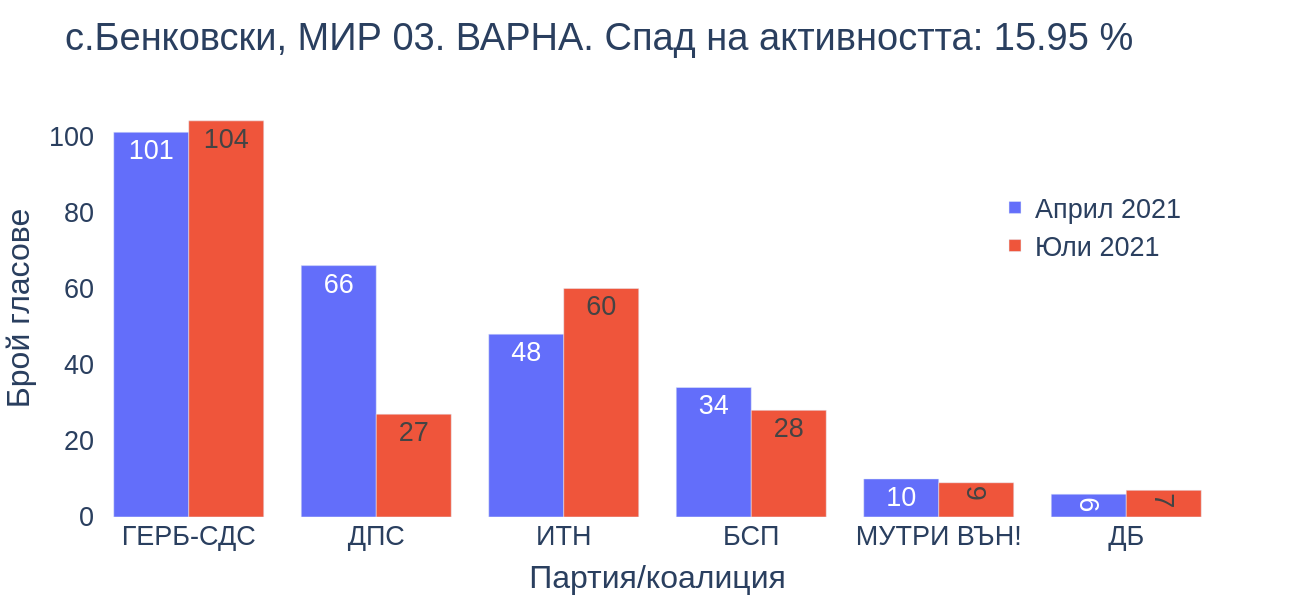 с.Бенковски, МИР 03. ВАРНА. Спад на активността: 15.95 %
Брой гласове
100
80
60
40
20
0
101
104
66
27
48
60
34
28
10
9
6
7
Април 2021
Юли 2021
ГЕРБ-СДС
ДПС
ИТН
БСП
МУТРИ ВЪН!
ДБ
Партия/коалиция